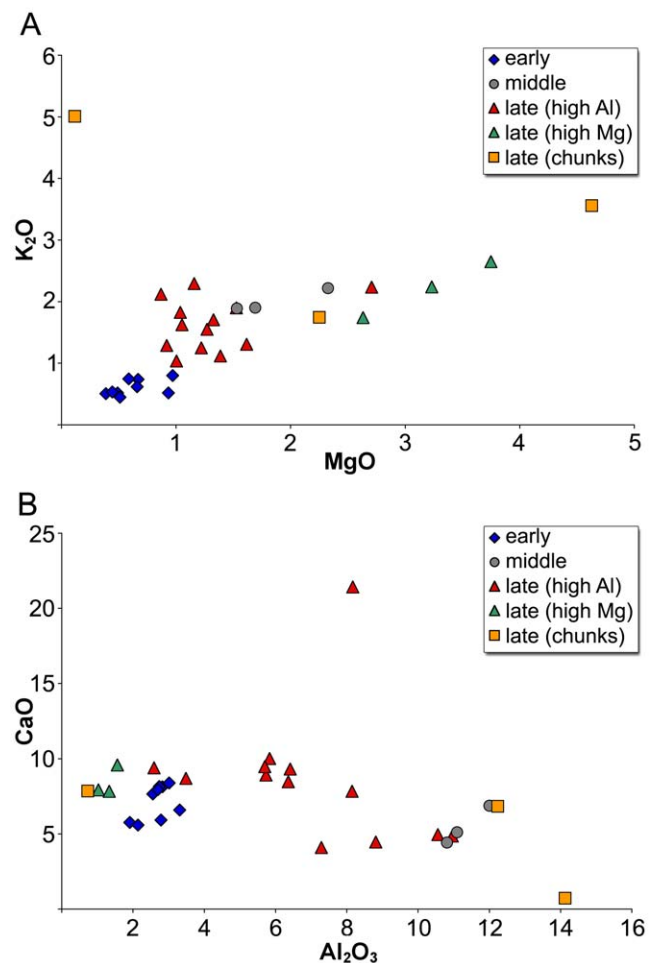 A
6
5
4
3
2
1
K₂O
1
2
3
4
5
MgO
early
middle
late (high Al)
late (high Mg)
late (chunks)
B
25
20
15
10
5
CaO
2
4
6
8
10
12
14
16
Al₂O₃
early
middle
late (high Al)
late (high Mg)
late (chunks)